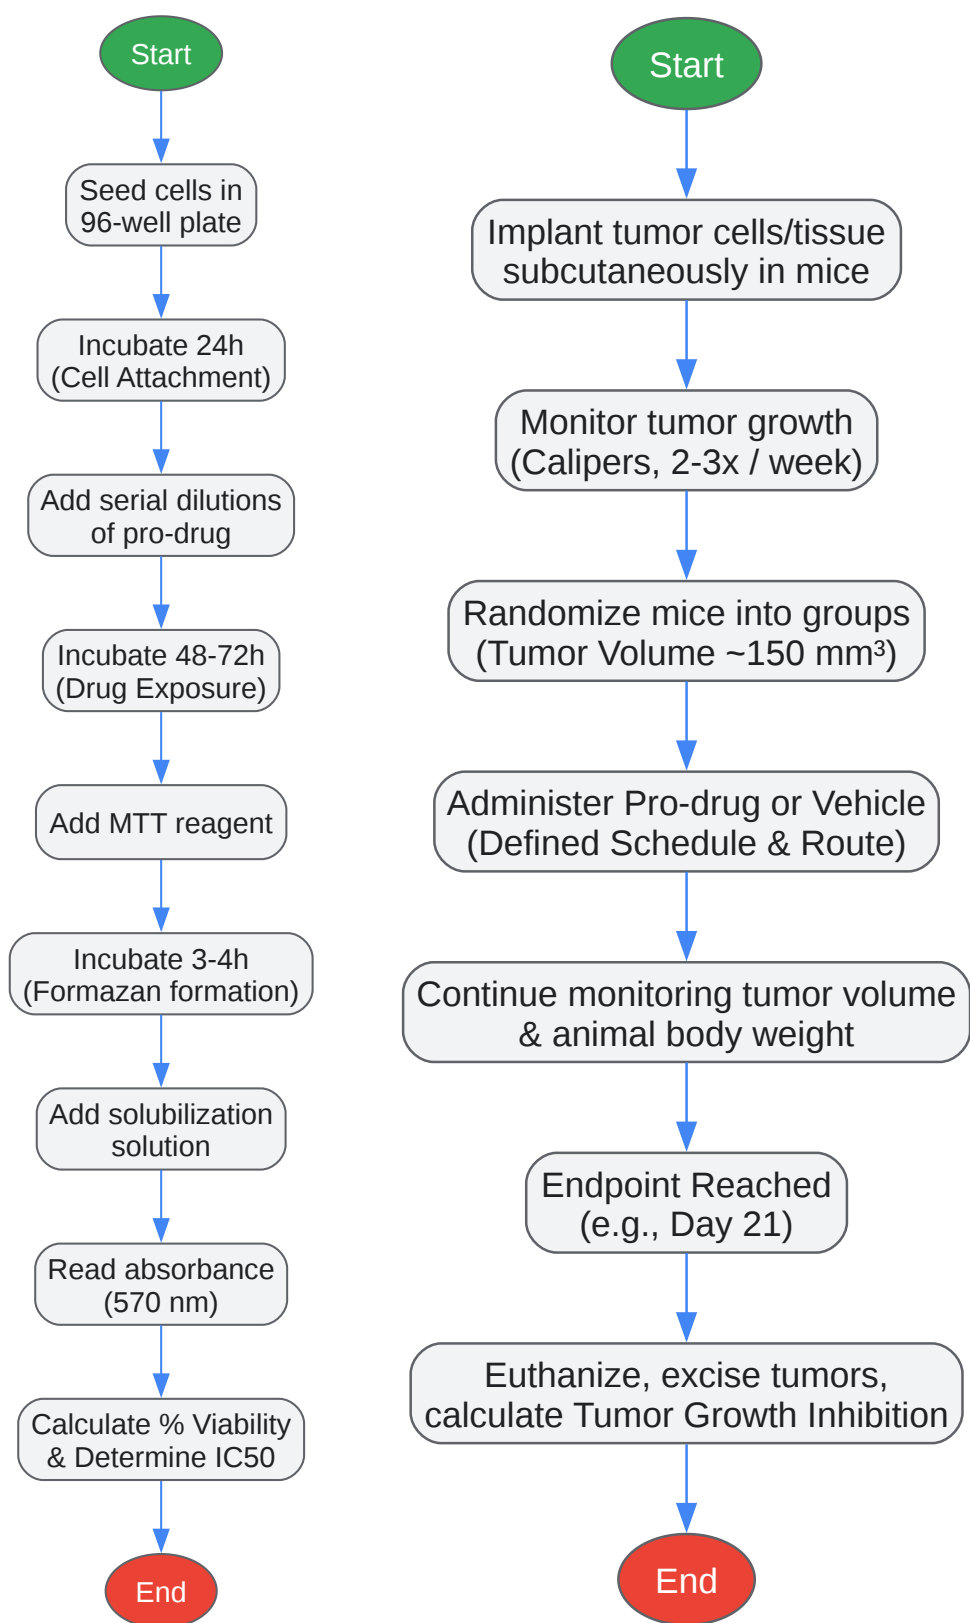 Start
Seed cells in
96-well plate
Incubate 24h
(Cell Attachment)
Add serial dilutions
of pro-drug
Incubate 48-72h
(Drug Exposure)
Add MTT reagent
Incubate 3-4h
(Formazan formation)
Add solubilization
solution
Read absorbance
(570 nm)
Calculate % Viability
& Determine IC50
End
Start
Implant tumor cells/tissue
subcutaneously in mice
Monitor tumor growth
(Calipers, 2-3x / week)
Randomize mice into groups
(Tumor Volume ~150 mm³)
Administer Pro-drug or Vehicle
(Defined Schedule & Route)
Continue monitoring tumor volume
& animal body weight
Endpoint Reached
(e.g., Day 21)
Euthanize, excise tumors,
calculate Tumor Growth Inhibition
End